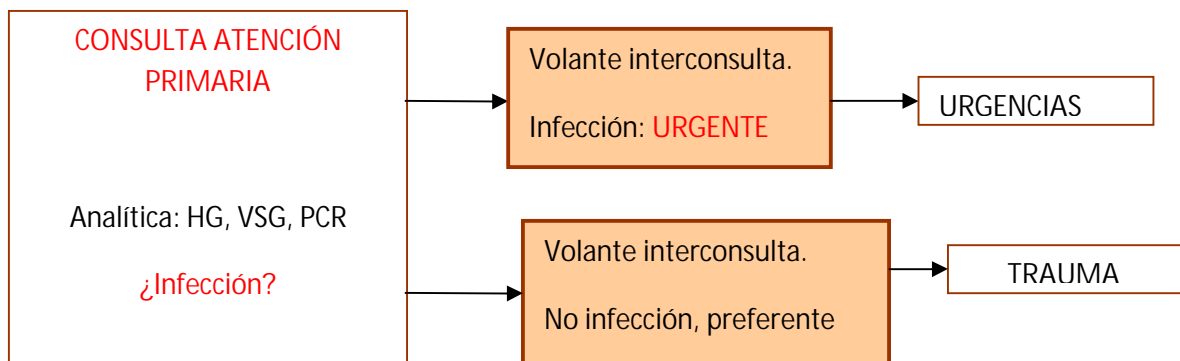 CONSULTA ATENCIÓN
PRIMARIA
Analítica: HG, VSG, PCR
¿Infección?
Volante interconsulta.
Infección: URGENTE
URGENCIAS
Volante interconsulta.
No infección, preferente
TRAUMA